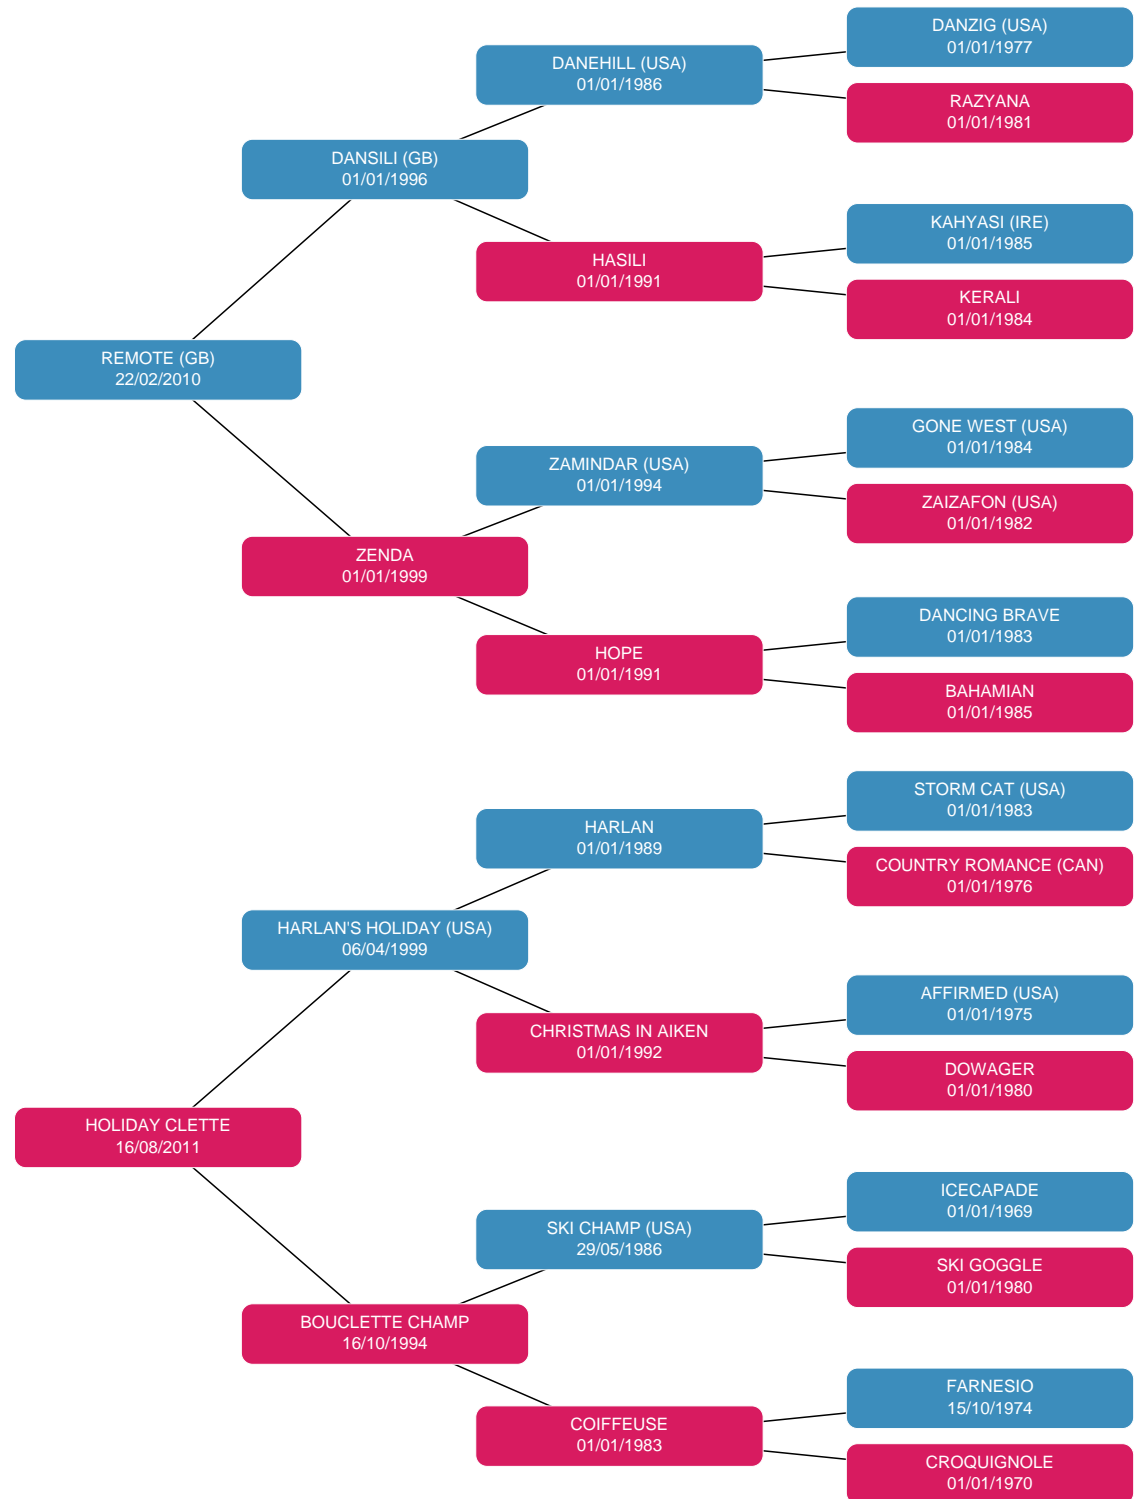 DANZIG (USA)
01/01/1977
DANEHILL (USA)
01/01/1986
RAZYANA
01/01/1981
DANSILI (GB)
01/01/1996
KAHYASI (IRE)
01/01/1985
HASILI
01/01/1991
KERALI
01/01/1984
REMOTE (GB)
22/02/2010
GONE WEST (USA)
01/01/1984
ZAMINDAR (USA)
01/01/1994
ZAIZAFON (USA)
01/01/1982
ZENDA
01/01/1999
DANCING BRAVE
01/01/1983
HOPE
01/01/1991
BAHAMIAN
01/01/1985
STORM CAT (USA)
01/01/1983
HARLAN
01/01/1989
COUNTRY ROMANCE (CAN)
01/01/1976
HARLAN'S HOLIDAY (USA)
06/04/1999
AFFIRMED (USA)
01/01/1975
CHRISTMAS IN AIKEN
01/01/1992
DOWAGER
01/01/1980
HOLIDAY CLETTE
16/08/2011
ICECAPADE
01/01/1969
SKI CHAMP (USA)
29/05/1986
SKI GOGGLE
01/01/1980
BOUCLETTE CHAMP
16/10/1994
FARNESIO
15/10/1974
COIFFEUSE
01/01/1983
CROQUIGNOLE
01/01/1970